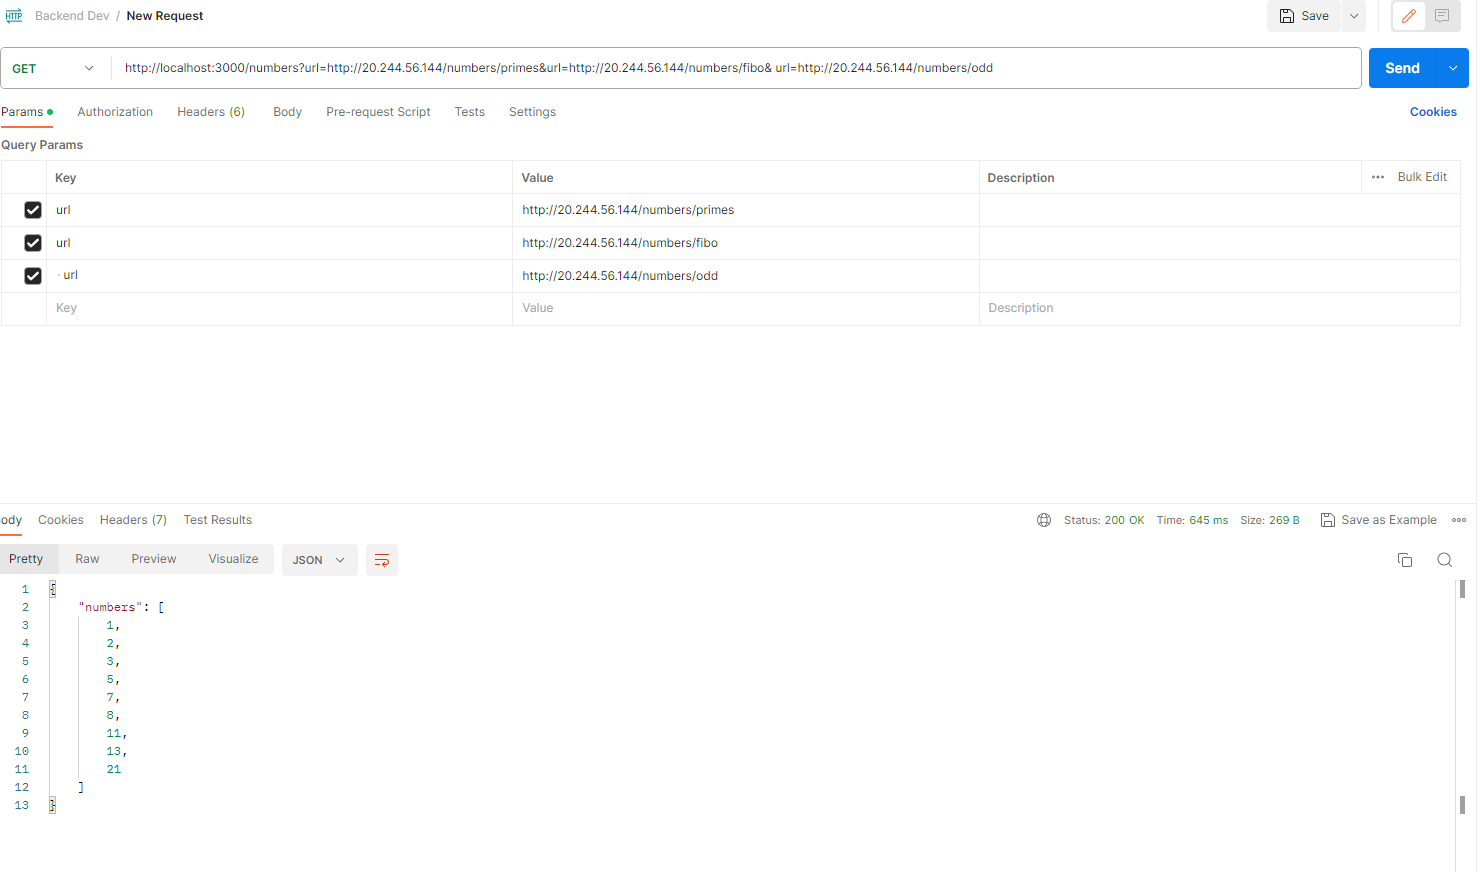 HTTP Backend Dev / New Request Save
GET http://localhost:3000/numbers?url=http://20.244.56.144/numbers/primes&url=http://20.244.56.144/numbers/fibo& url=http://20.244.56.144/numbers/odd Send
Params Authorization Headers (6) Body Pre-request Script Tests Settings Cookies
Query Params
Key Value Description ••• Bulk Edit
url http://20.244.56.144/numbers/primes
url http://20.244.56.144/numbers/fibo
· url http://20.244.56.144/numbers/odd
Key Value Description
ody Cookies Headers (7) Test Results Status: 200 OK Time: 645 ms Size: 269 B Save as Example
Pretty Raw Preview Visualize JSON
1 {
2 "numbers": [
3 1,
4 2,
5 3,
6 5,
7 7,
8 8,
9 11,
10 13,
11 21
12 ]
13 }